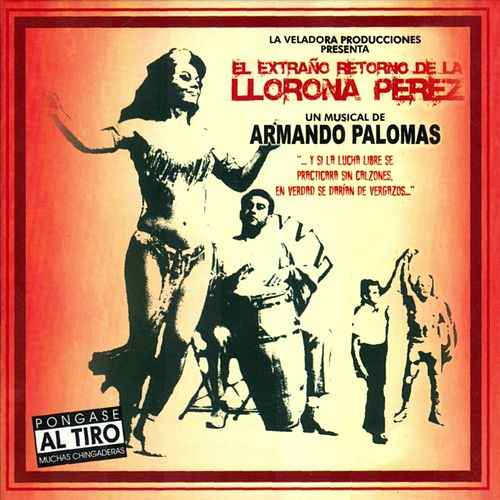 LA VELADORA PRODUCCIONES
PRESENTA
EL EXTRAÑO RETORNO DE LA
LLORONA PEREZ
UN MUSICAL DE
ARMANDO PALOMAS
"... Y SI LA LUCHA LIBRE SE
PRACTICARA SIN CALZONES,
EN VERDAD SE DARÍAN DE VERGAZOS..."
PONGASE
AL TIRO
MUCHAS CHINGADERAS